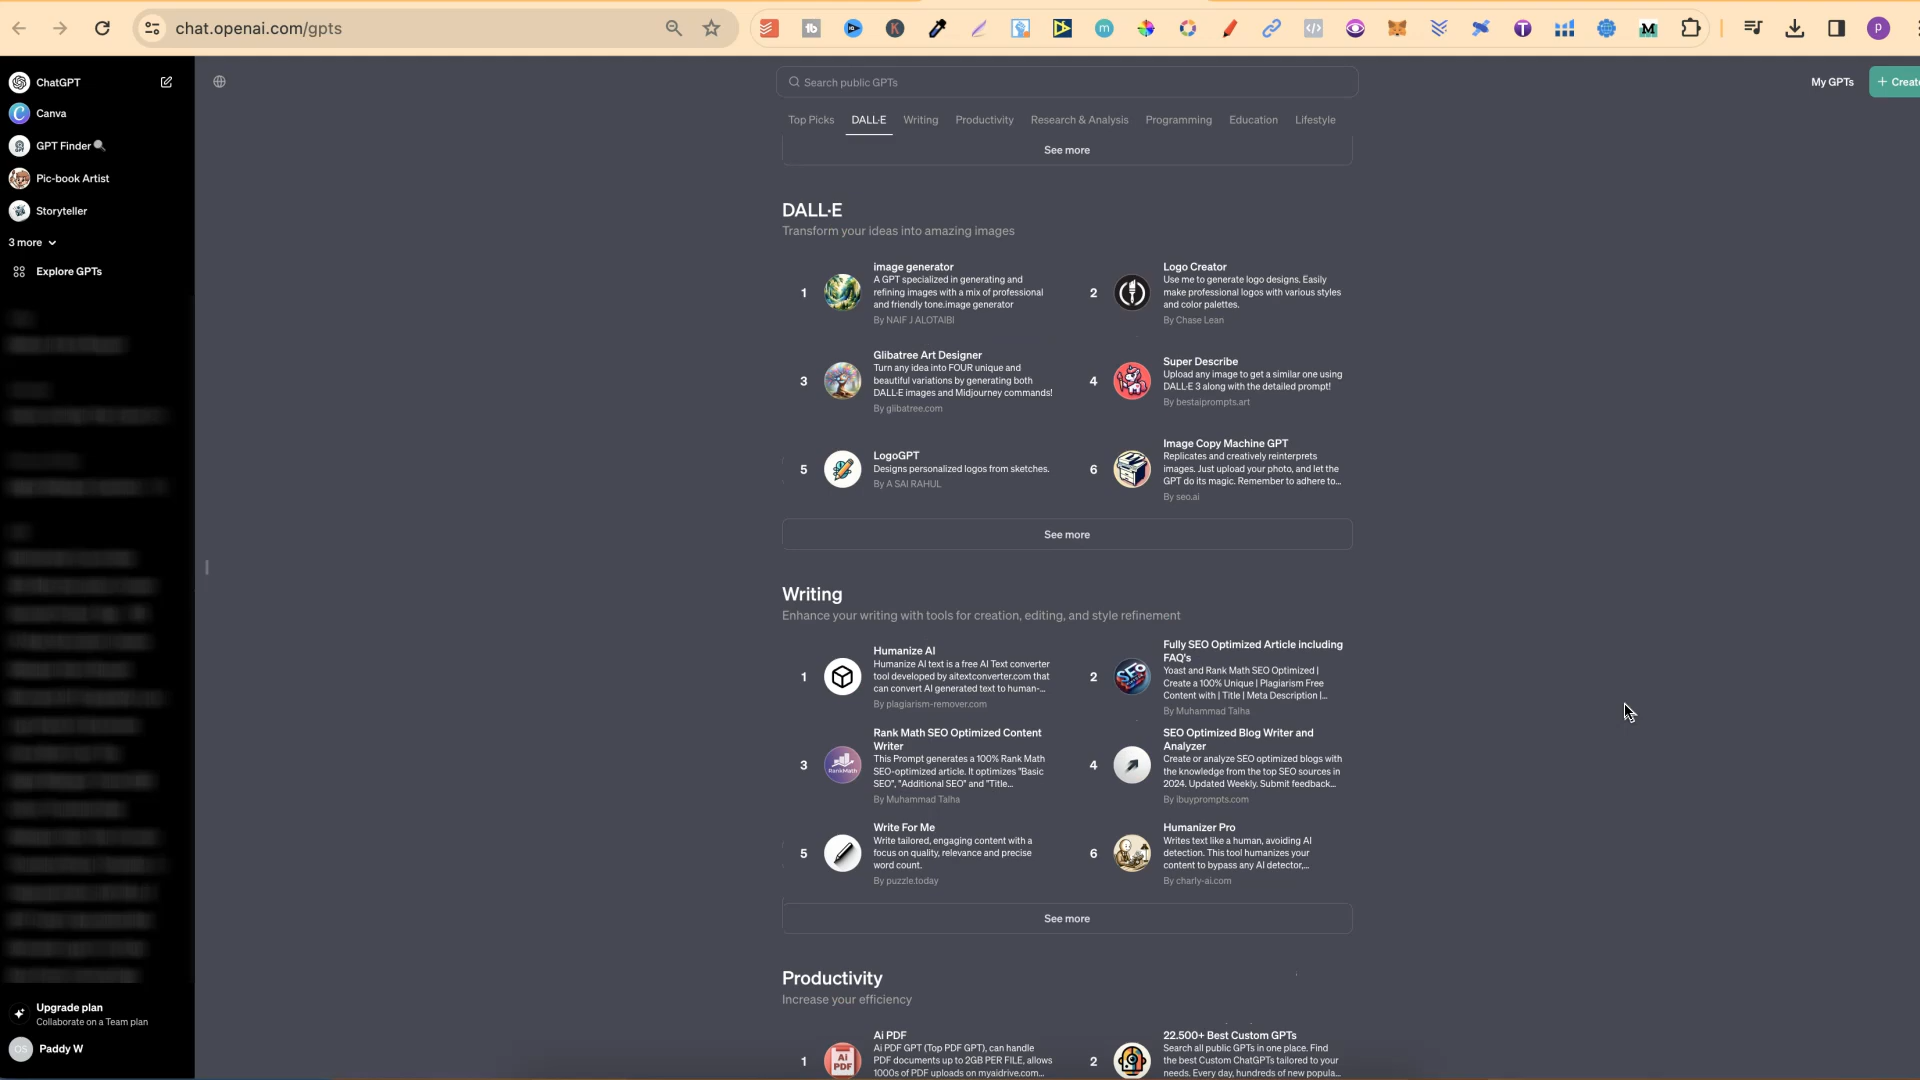 chat.openai.com/gpts
ChatGPT
Canva
GPT Finder
Pic-book Artist
Storyteller
3 more
Explore GPTs
Upgrade plan
Collaborate on a Team plan
Paddy W
Search public GPTs
My GPTs
+ Create
Top Picks DALL·E Writing Productivity Research & Analysis Programming Education Lifestyle
See more
DALL·E
Transform your ideas into amazing images
1
image generator
A GPT specialized in generating and
refining images with a mix of professional
and friendly tone.image generator
By NAIF J ALOTAIBI
2
Logo Creator
Use me to generate logo designs. Easily
make professional logos with various styles
and color palettes.
By Chase Lean
3
Glibatree Art Designer
Turn any idea into FOUR unique and
beautiful variations by generating both
DALL·E images and Midjourney commands!
By glibatree.com
4
Super Describe
Upload any image to get a similar one using
DALL·E 3 along with the detailed prompt!
By bestaiprompts.art
5
LogoGPT
Designs personalized logos from sketches.
By A SAI RAHUL
6
Image Copy Machine GPT
Replicates and creatively reinterprets
images. Just upload your photo, and let the
GPT do its magic. Remember to adhere to...
By seo.ai
See more
Writing
Enhance your writing with tools for creation, editing, and style refinement
1
Humanize AI
Humanize AI text is a free AI Text converter
tool developed by aitextconverter.com that
can convert AI generated text to human-...
By plagiarism-remover.com
2
Fully SEO Optimized Article including
FAQ's
Yoast and Rank Math SEO Optimized |
Create a 100% Unique | Plagiarism Free
Content with | Title | Meta Description |...
By Muhammad Talha
3
RankMath
Rank Math SEO Optimized Content
Writer
This Prompt generates a 100% Rank Math
SEO-optimized article. It optimizes "Basic
SEO", "Additional SEO" and "Title...
By Muhammad Talha
4
SEO Optimized Blog Writer and
Analyzer
Create or analyze SEO optimized blogs with
the knowledge from the top SEO sources in
2024. Updated Weekly. Submit feedback...
By ibuyprompts.com
5
Write For Me
Write tailored, engaging content with a
focus on quality, relevance and precise
word count.
By puzzle.today
6
Humanizer Pro
Writes text like a human, avoiding AI
detection. This tool humanizes your
content to bypass any AI detector,...
By charly-ai.com
See more
Productivity
Increase your efficiency
1
Ai PDF
Ai PDF
Ai PDF GPT (Top PDF GPT), can handle
PDF documents up to 2GB PER FILE, allows
1000s of PDF uploads on myaidrive.com...
2
22.500+ Best Custom GPTs
Search all public GPTs in one place. Find
the best Custom ChatGPTs tailored to your
needs. Every day, hundreds of new popula...